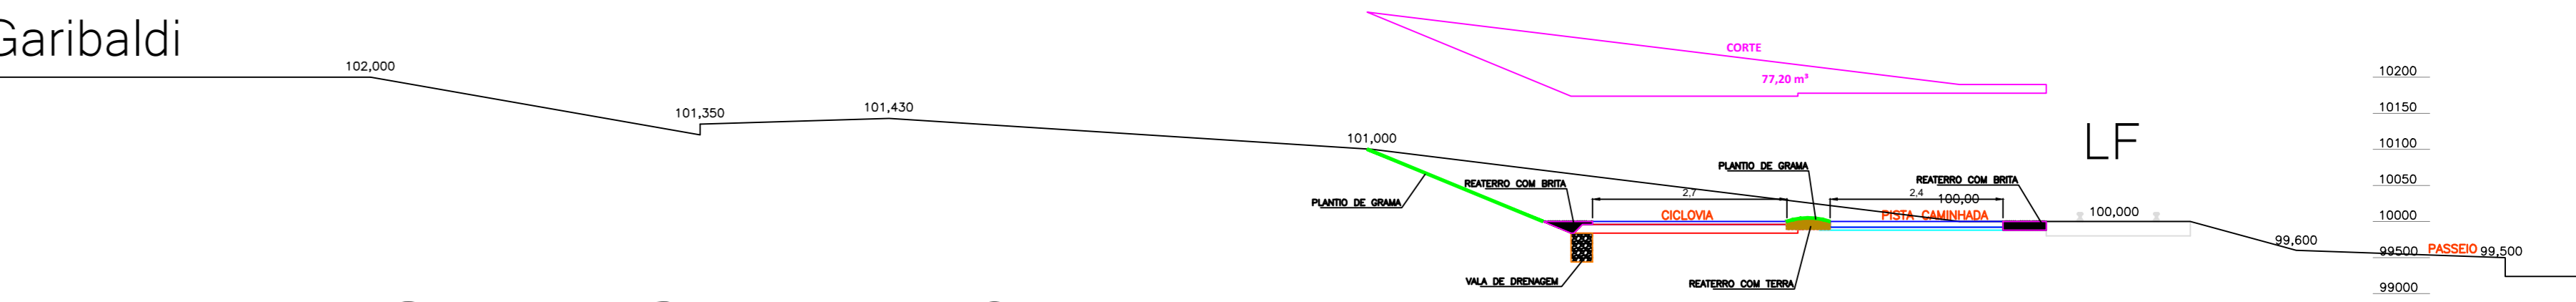 Garibaldi
102,000
101,350
101,430
101,000
CORTE
77,20 m³
LF
PLANTIO DE GRAMA
REATERRO COM BRITA
PLANTIO DE GRAMA
REATERRO COM BRITA
2,7
2,4
100,00
CICLOVIA
PISTA CAMINHADA
100,000
VALA DE DRENAGEM
REATERRO COM TERRA
99,600
PASSEIO
99,500
10200
10150
10100
10050
10000
99500
99000